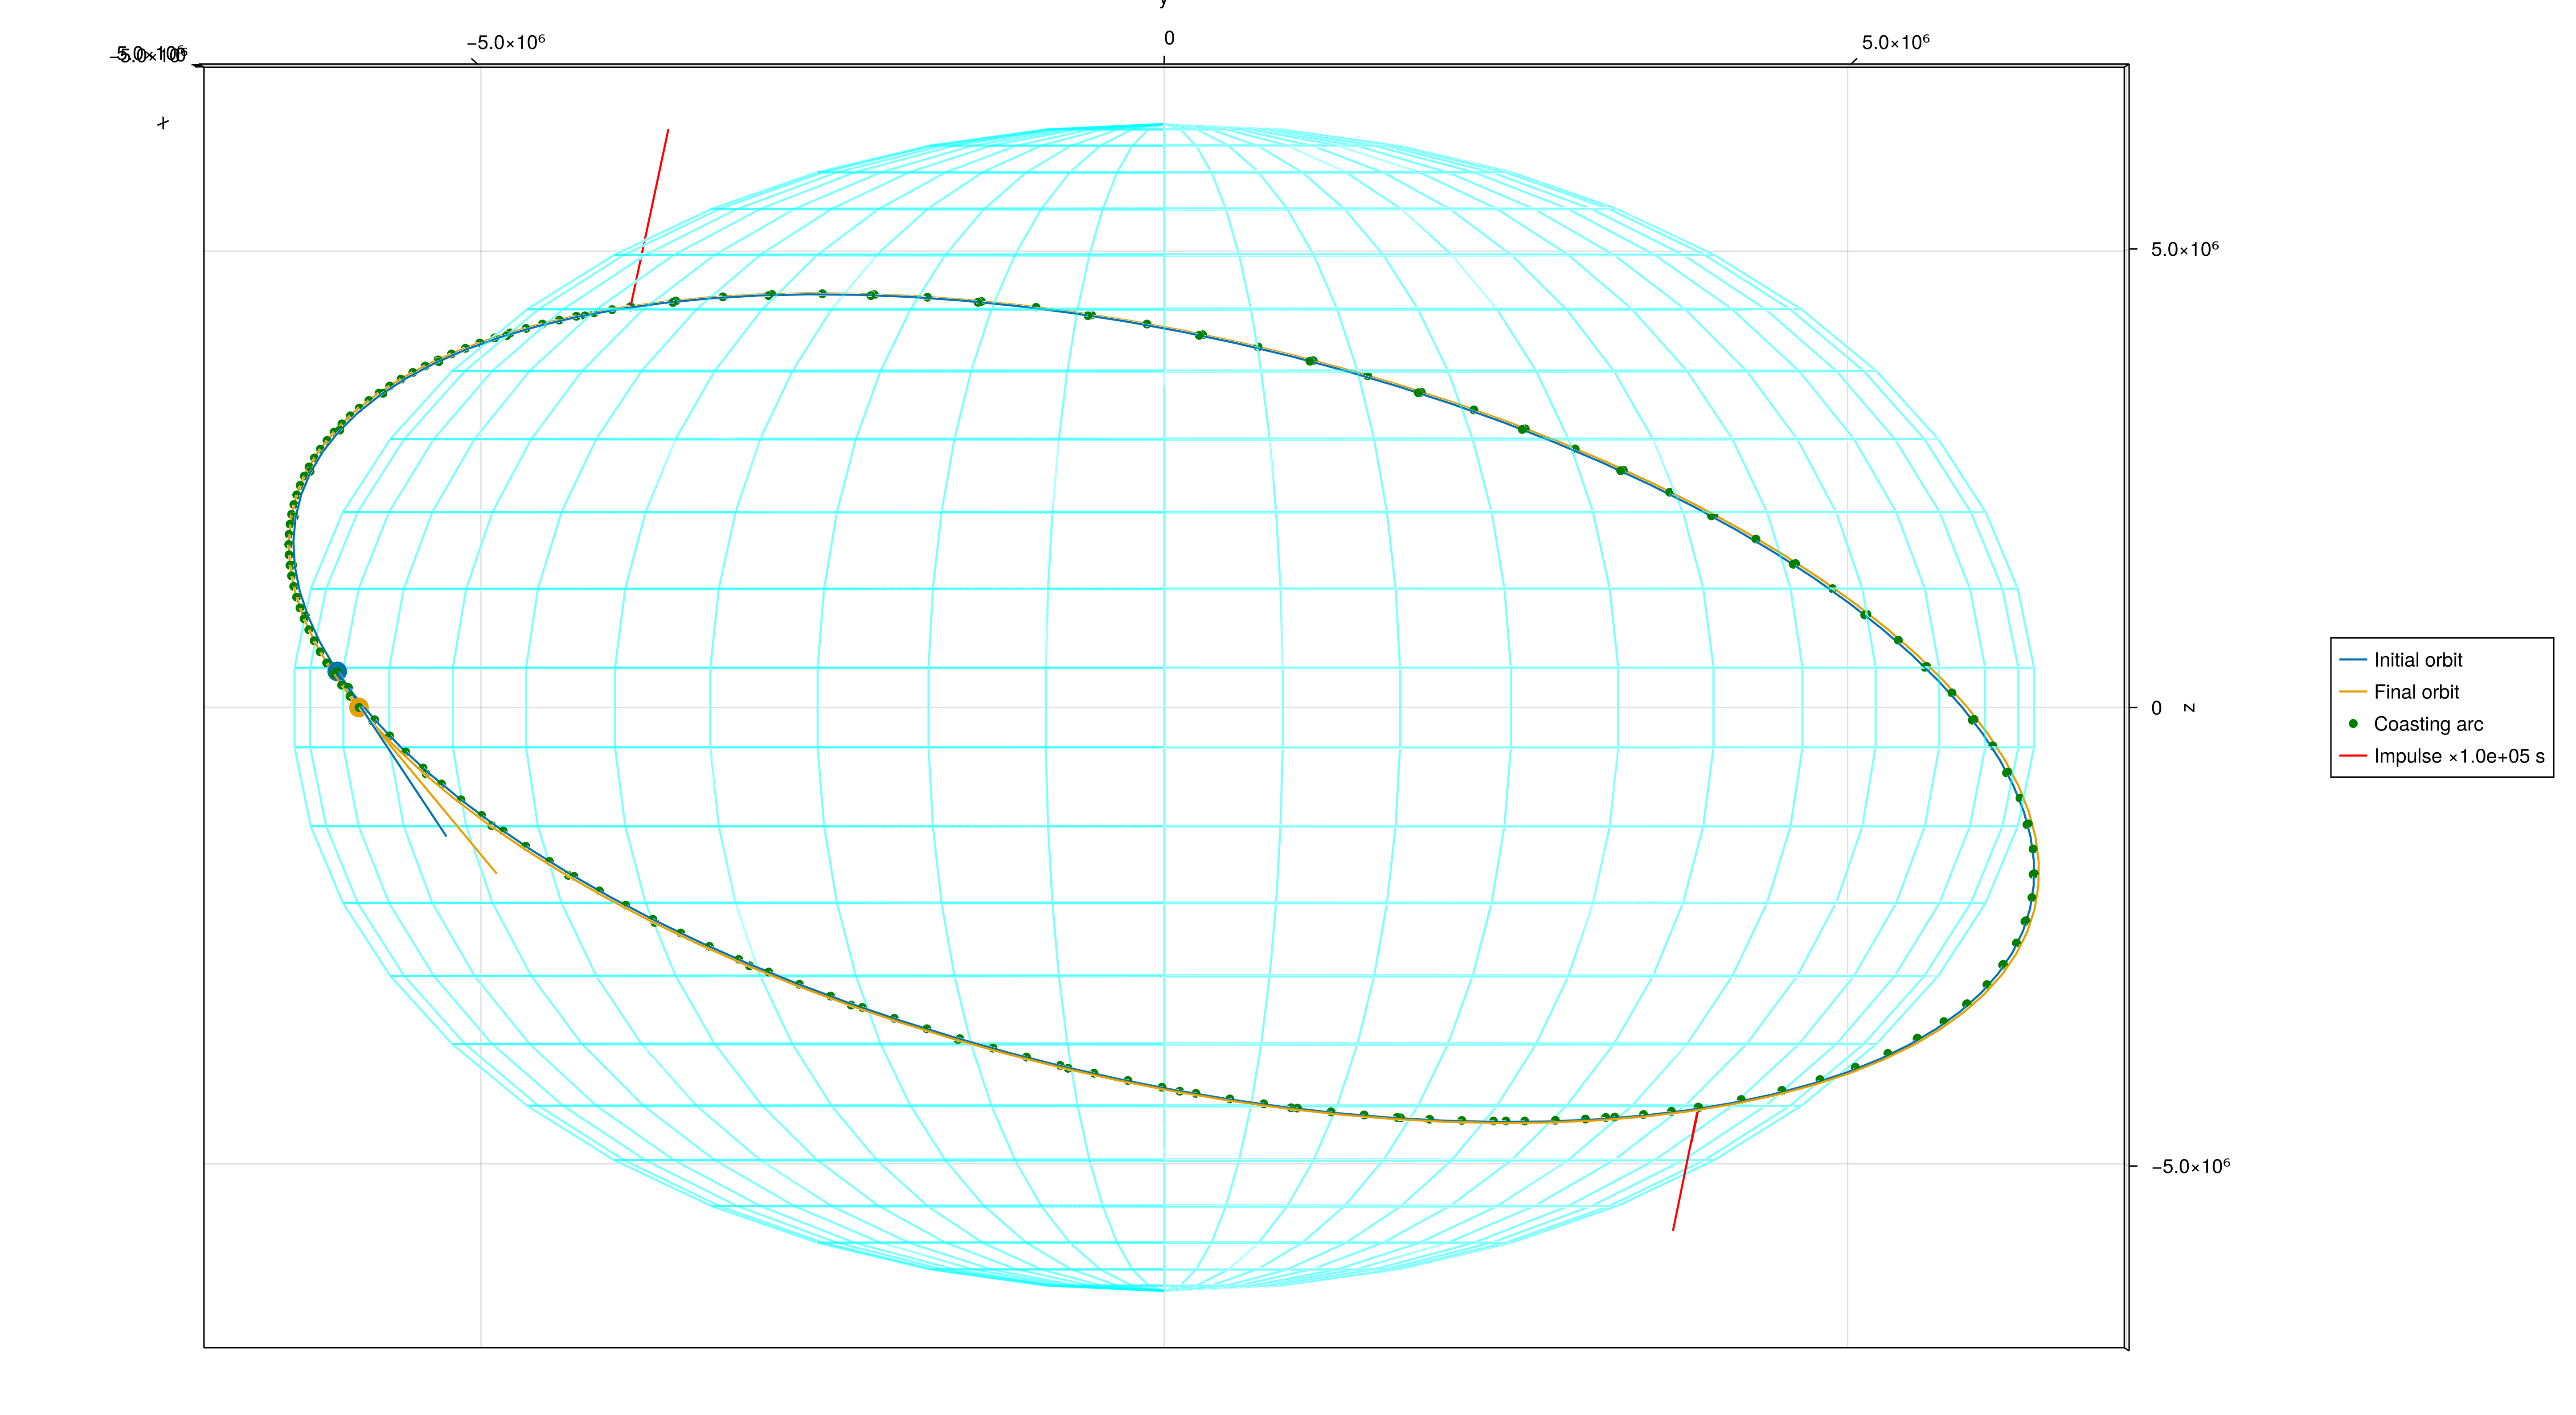 y
−5.0×10⁶
0
5.0×10⁶
x
5.0×10⁶
0
z
−5.0×10⁶
Initial orbit
Final orbit
Coasting arc
Impulse ×1.0e+05 s